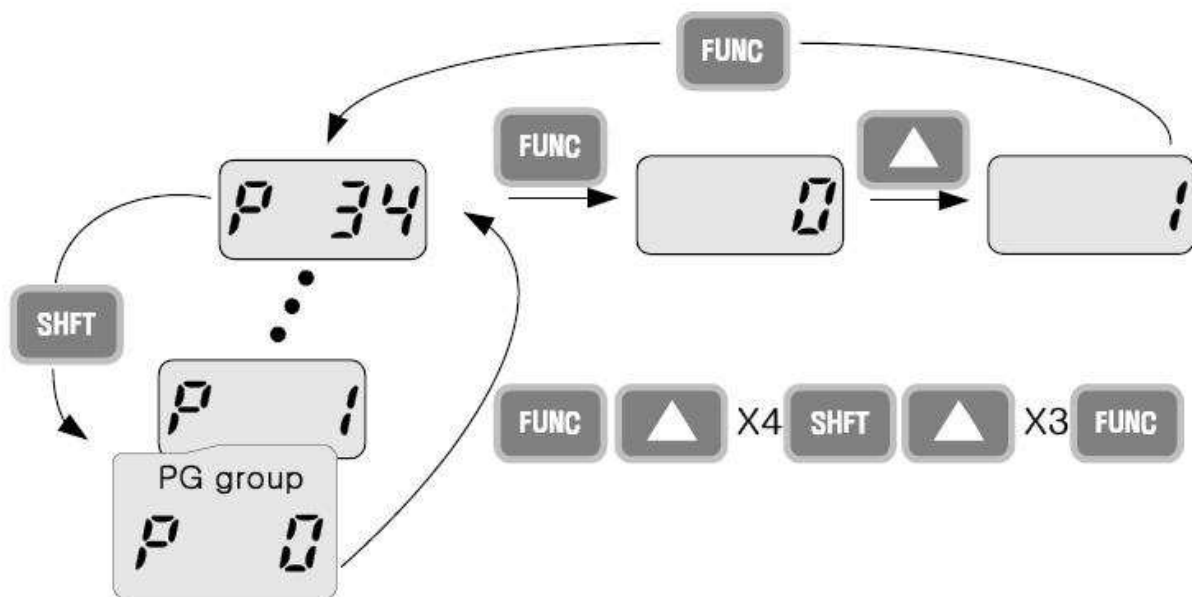 FUNC
FUNC
P 34
0
1
SHFT
P 1
FUNC X4 SHFT X3 FUNC
PG group
P 0